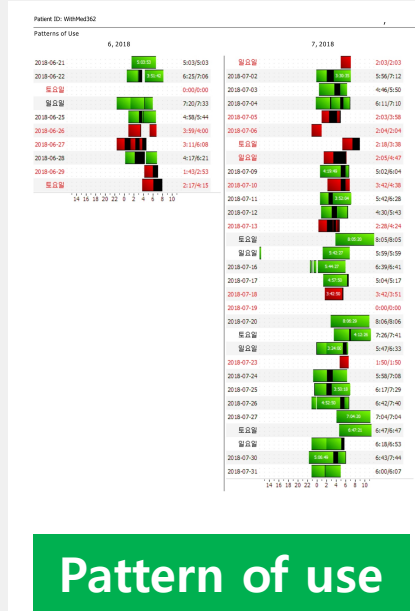 Patient ID: WithMed362
,
Patterns of Use
6, 2018
2018-06-21 5:03:53 5:03/5:03
2018-06-22 3:51:40 6:25/7:06
토요일 0:00/0:00
일요일 7:20/7:33
2018-06-25 4:58/5:44
2018-06-26 3:59/4:00
2018-06-27 3:11/6:08
2018-06-28 4:17/6:21
2018-06-29 1:43/2:53
토요일 2:17/4:15
14 16 18 20 22 0 2 4 6 8 10
7, 2018
일요일 2:03/2:03
2018-07-02 5:56/7:12
2018-07-03 4:46/5:50
2018-07-04 6:11/7:10
2018-07-05 2:03/3:58
2018-07-06 2:04/2:04
토요일 2:18/3:38
일요일 2:05/4:47
2018-07-09 5:02/6:04
2018-07-10 3:42/4:38
2018-07-11 3:52:04 5:42/6:28
2018-07-12 4:30/5:43
2018-07-13 2:28/4:24
토요일 8:05/8:05
일요일 5:59/5:59
2018-07-16 6:39/6:41
2018-07-17 5:04/5:17
2018-07-18 3:42/3:51
2018-07-19 0:00/0:00
2018-07-20 8:06/8:06
토요일 7:26/7:41
일요일 5:47/6:33
2018-07-23 1:50/1:50
2018-07-24 5:58/7:08
2018-07-25 6:17/7:29
2018-07-26 6:42/7:40
2018-07-27 7:04/7:04
토요일 6:47/6:47
일요일 6:18/6:53
2018-07-30 6:43/7:44
2018-07-31 6:00/6:07
14 16 18 20 22 0 2 4 6 8 10
Pattern of use